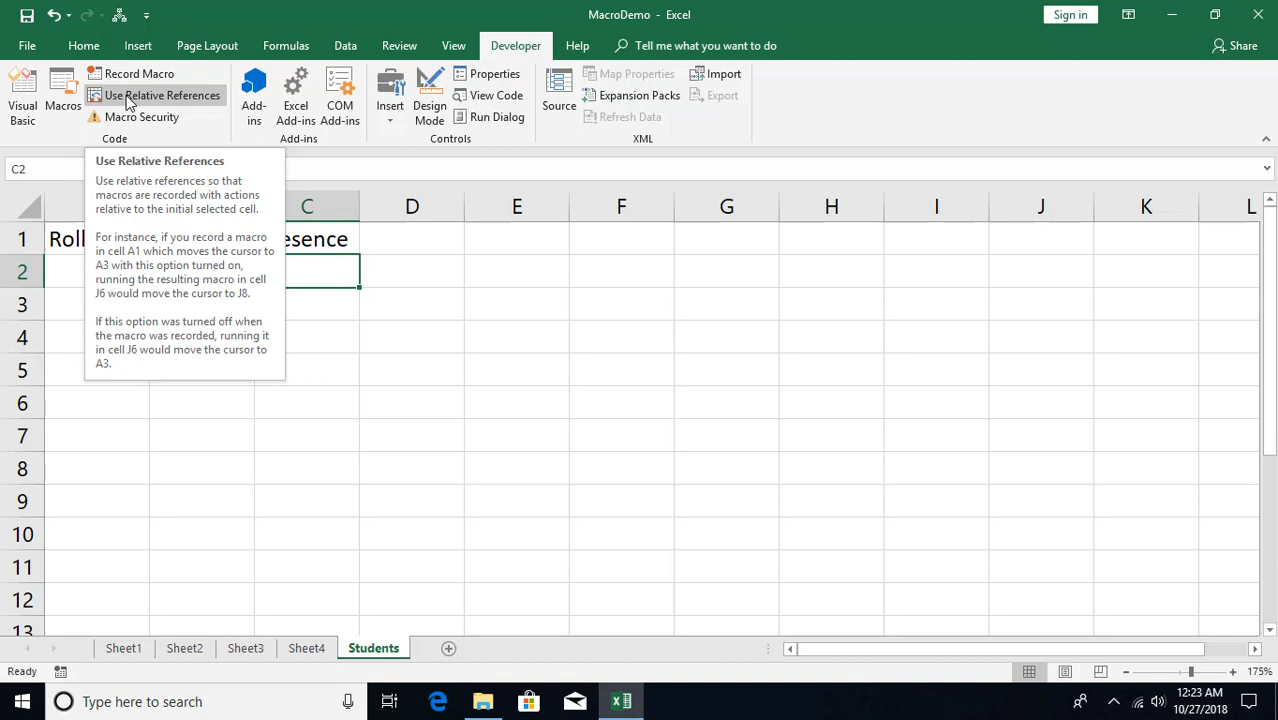 MacroDemo - Excel
Sign in
File Home Insert Page Layout Formulas Data Review View Developer Help Tell me what you want to do Share
Visual Basic
Macros
Record Macro
Use Relative References
Macro Security
Code
Add-ins
Excel Add-ins
COM Add-ins
Add-ins
Insert
Design Mode
Properties
View Code
Run Dialog
Controls
Source
Map Properties
Expansion Packs
Refresh Data
Import
Export
XML
C2
Use Relative References
Use relative references so that
macros are recorded with actions
relative to the initial selected cell.
For instance, if you record a macro
in cell A1 which moves the cursor to
A3 with this option turned on,
running the resulting macro in cell
J6 would move the cursor to J8.
If this option was turned off when
the macro was recorded, running it
in cell J6 would move the cursor to
A3.
C D E F G H I J K L
1 Roll esence
2
3
4
5
6
7
8
9
10
11
12
13
Sheet1 Sheet2 Sheet3 Sheet4 Students
Ready
175%
Type here to search
12:23 AM
10/27/2018